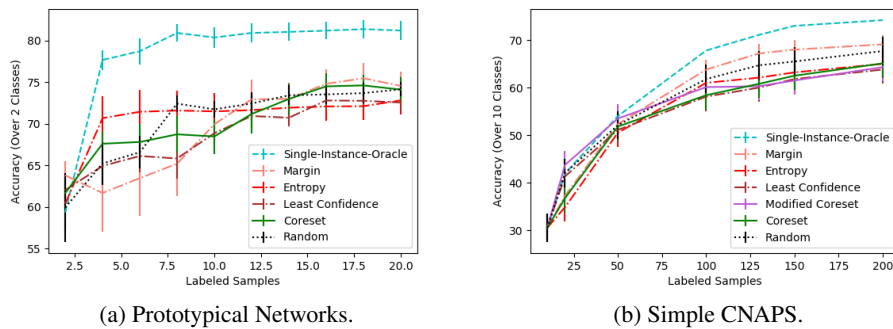 80
75
70
65
60
55
Accuracy (Over 2 Classes)
Single-Instance-Oracle
Margin
Entropy
Least Confidence
Coreset
Random
2.5 5.0 7.5 10.0 12.5 15.0 17.5 20.0
Labeled Samples
(a) Prototypical Networks.
70
60
50
40
30
Accuracy (Over 10 Classes)
Single-Instance-Oracle
Margin
Entropy
Least Confidence
Modified Coreset
Coreset
Random
25 50 75 100 125 150 175 200
Labeled Samples
(b) Simple CNAPS.